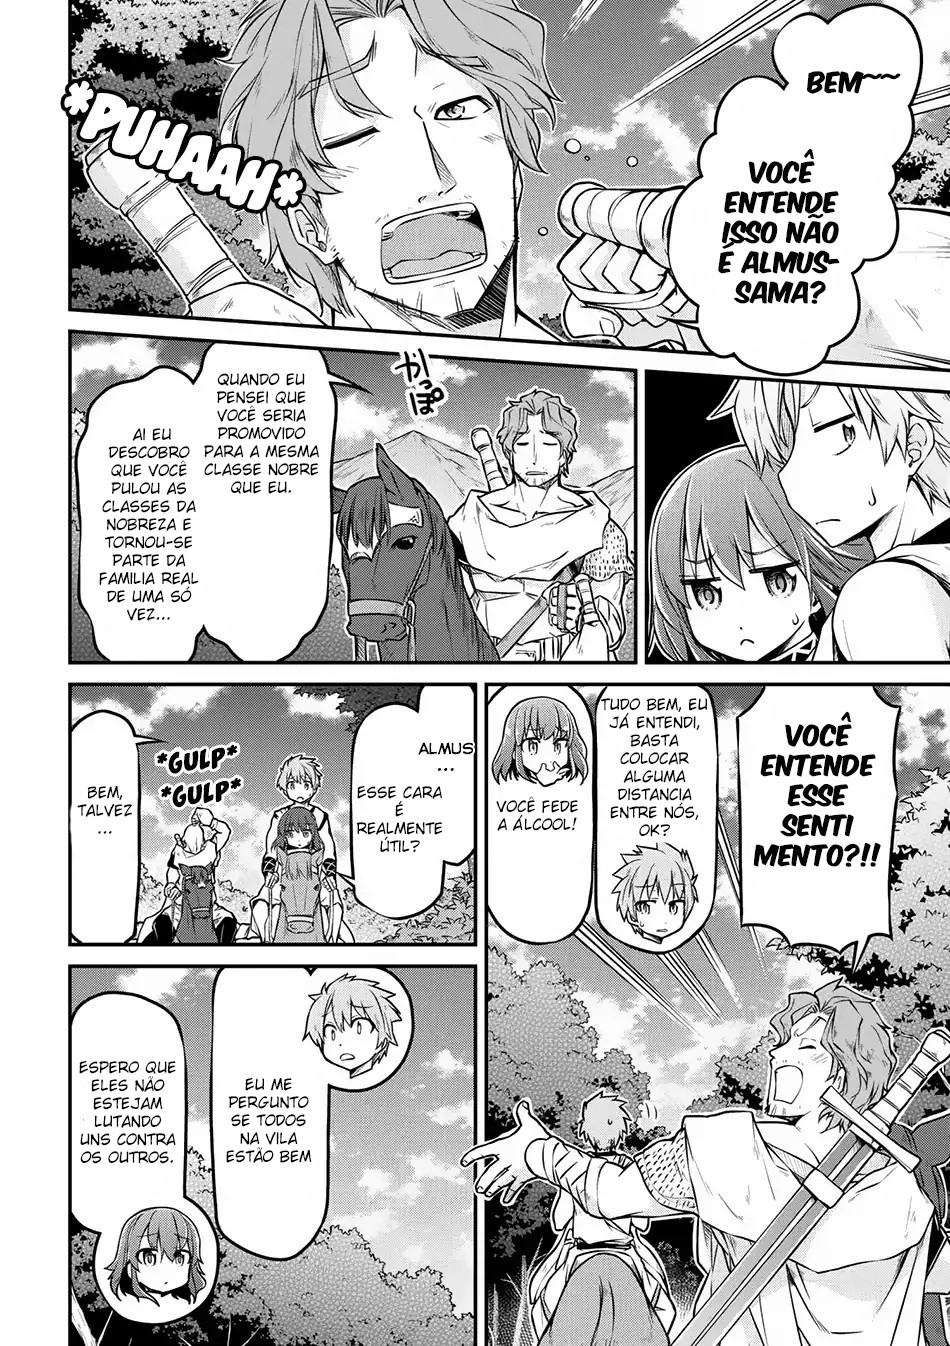 BEM~~
VOCÊ
ENTENDE
ISSO NÃO
É ALMUS-
SAMA?
*PUHAAH*
かっぽ
QUANDO EU
PENSEI QUE
VOCÊ SERIA
PROMOVIDO
PARA A MESMA
CLASSE NOBRE
QUE EU.
AI EU
DESCOBRO
QUE VOCÊ
PULOU AS
CLASSES DA
NOBREZA E
TORNOU-SE
PARTE DA
FAMILIA REAL
DE UMA SÓ
VEZ...
VOCÊ
ENTENDE
ESSE
SENTI
MENTO?!!
TUDO BEM, EU
JÁ ENTENDI,
BASTA
COLOCAR
ALGUMA
DISTANCIA
ENTRE NÓS,
OK?
VOCÊ FEDE
A ÁLCOOL!
ALMUS
...
ESSE CARA
É
REALMENTE
ÚTIL?
*GULP*
*GULP*
BEM,
TALVEZ
...
EU ME
PERGUNTO
SE TODOS
NA VILA
ESTÃO BEM
ESPERO QUE
ELES NÃO
ESTEJAM
LUTANDO
UNS CONTRA
OS OUTROS.